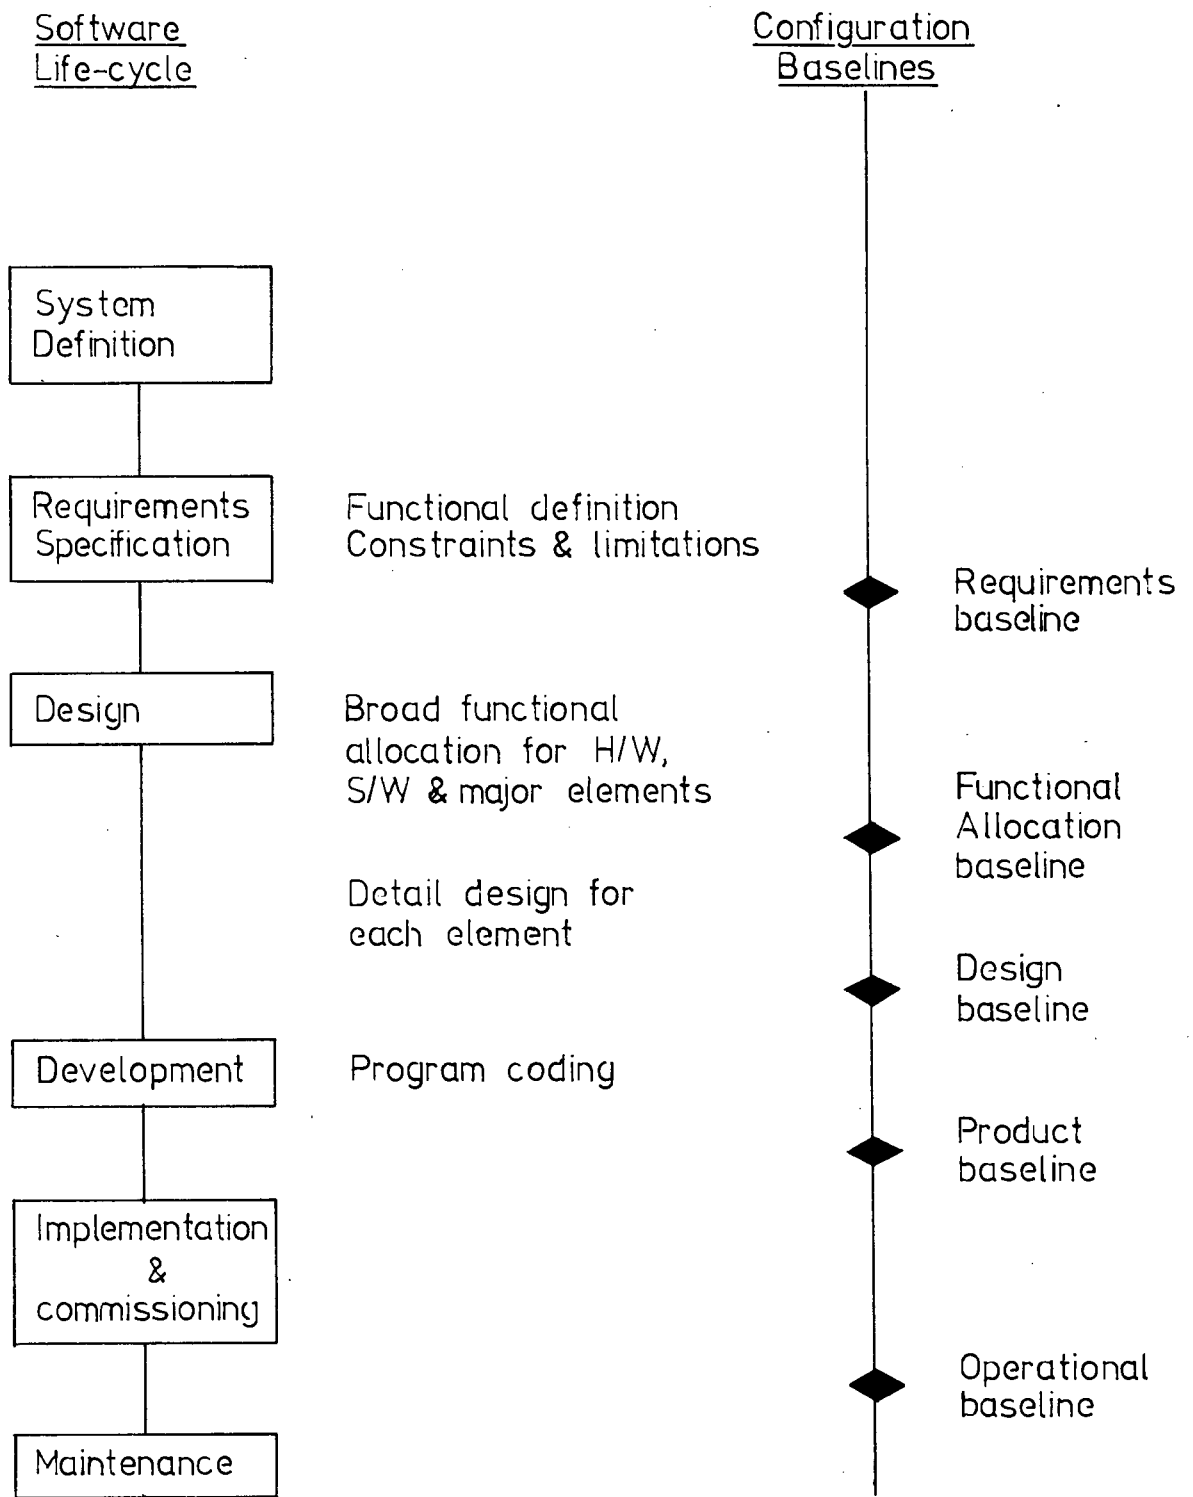 Software
Life-cycle
Configuration
Baselines
System
Definition
Requirements
Specification
Functional definition
Constraints & limitations
Requirements
baseline
Design
Broad functional
allocation for H/W,
S/W & major elements
Functional
Allocation
baseline
Detail design for
each element
Design
baseline
Development
Program coding
Product
baseline
Implementation
&
commissioning
Operational
baseline
Maintenance